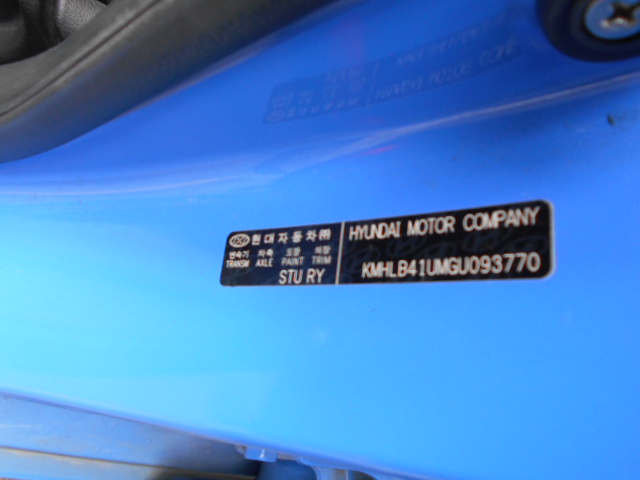 현대자동차㈜
변속기 차축 도장 내장
TRANSM AXLE PAINT TRIM
STU RY
HYUNDAI MOTOR COMPANY
KMHLB41UMGU093770